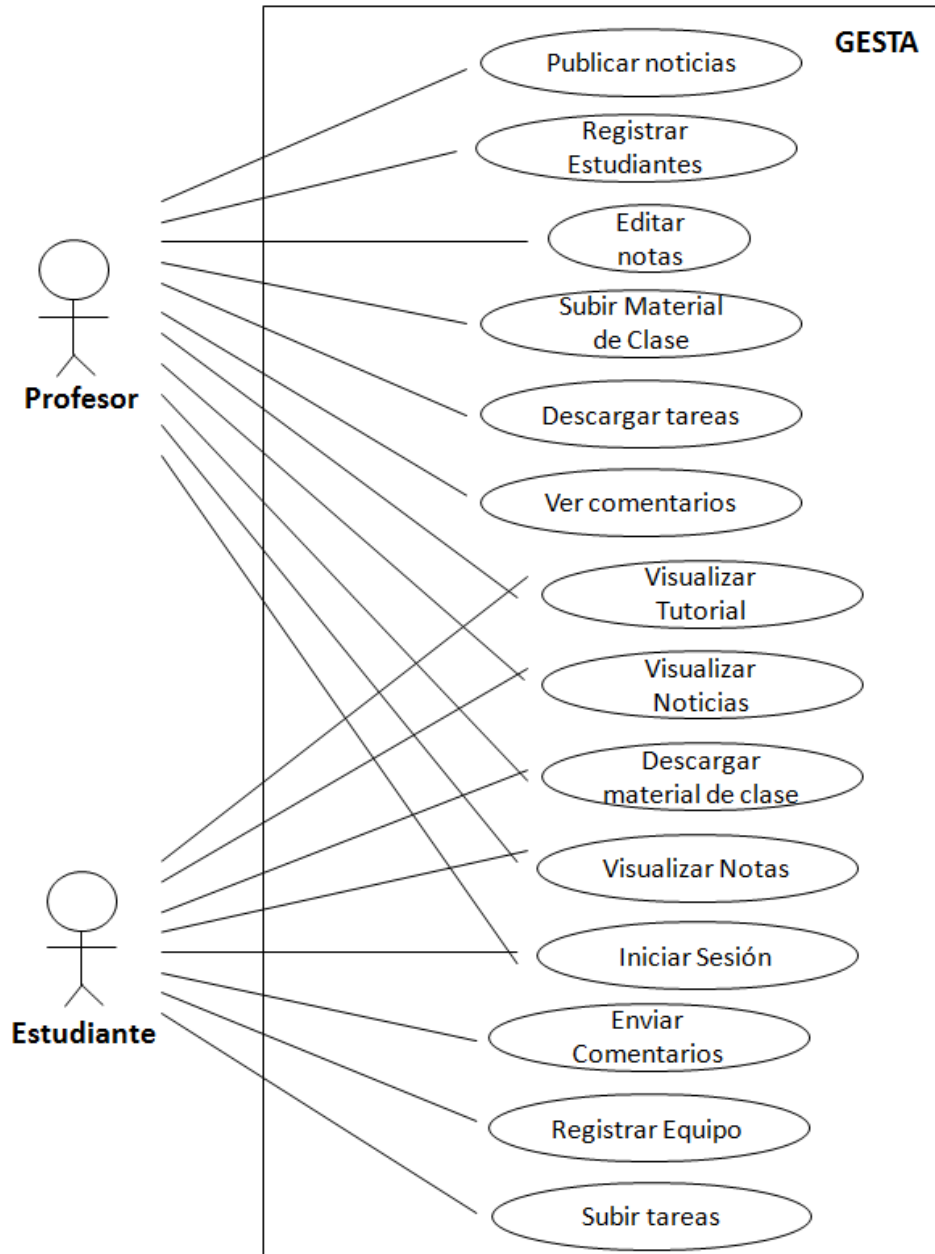 GESTA
Publicar noticias
Registrar
Estudiantes
Editar
notas
Subir Material
de Clase
Profesor
Descargar tareas
Ver comentarios
Visualizar
Tutorial
Visualizar
Noticias
Descargar
material de clase
Visualizar Notas
Iniciar Sesión
Estudiante
Enviar
Comentarios
Registrar Equipo
Subir tareas